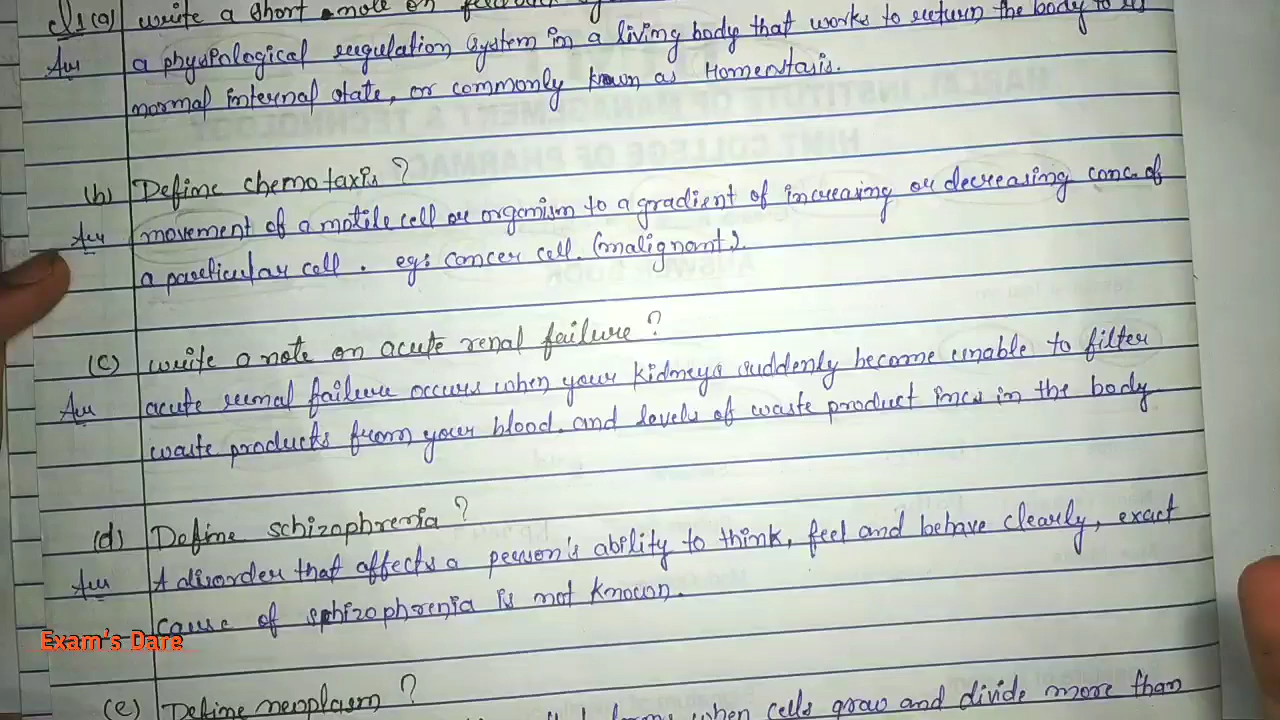 Q1 (a) write a short note on feedback
Ans a physiological regulation system in a living body that works to return the body to its
normal internal state, or commonly known as Homeostasis.
(b) Define chemotaxis ?
Ans movement of a motile cell or organism to a gradient of increasing or decreasing conc of
a particular cell. eg: cancer cell. (malignant).
(c) write a note on acute renal failure ?
Ans acute renal failure occurs when your kidneys suddenly become unable to filter
waste products from your blood. and levels of waste product incs in the body
(d) Define schizophrenia ?
Ans A disorder that affects a person's ability to think, feel and behave clearly, exact
cause of sphizophrenia is not known.
Exam's Dare
(e) Define neoplasm ?
when cells grow and divide more than